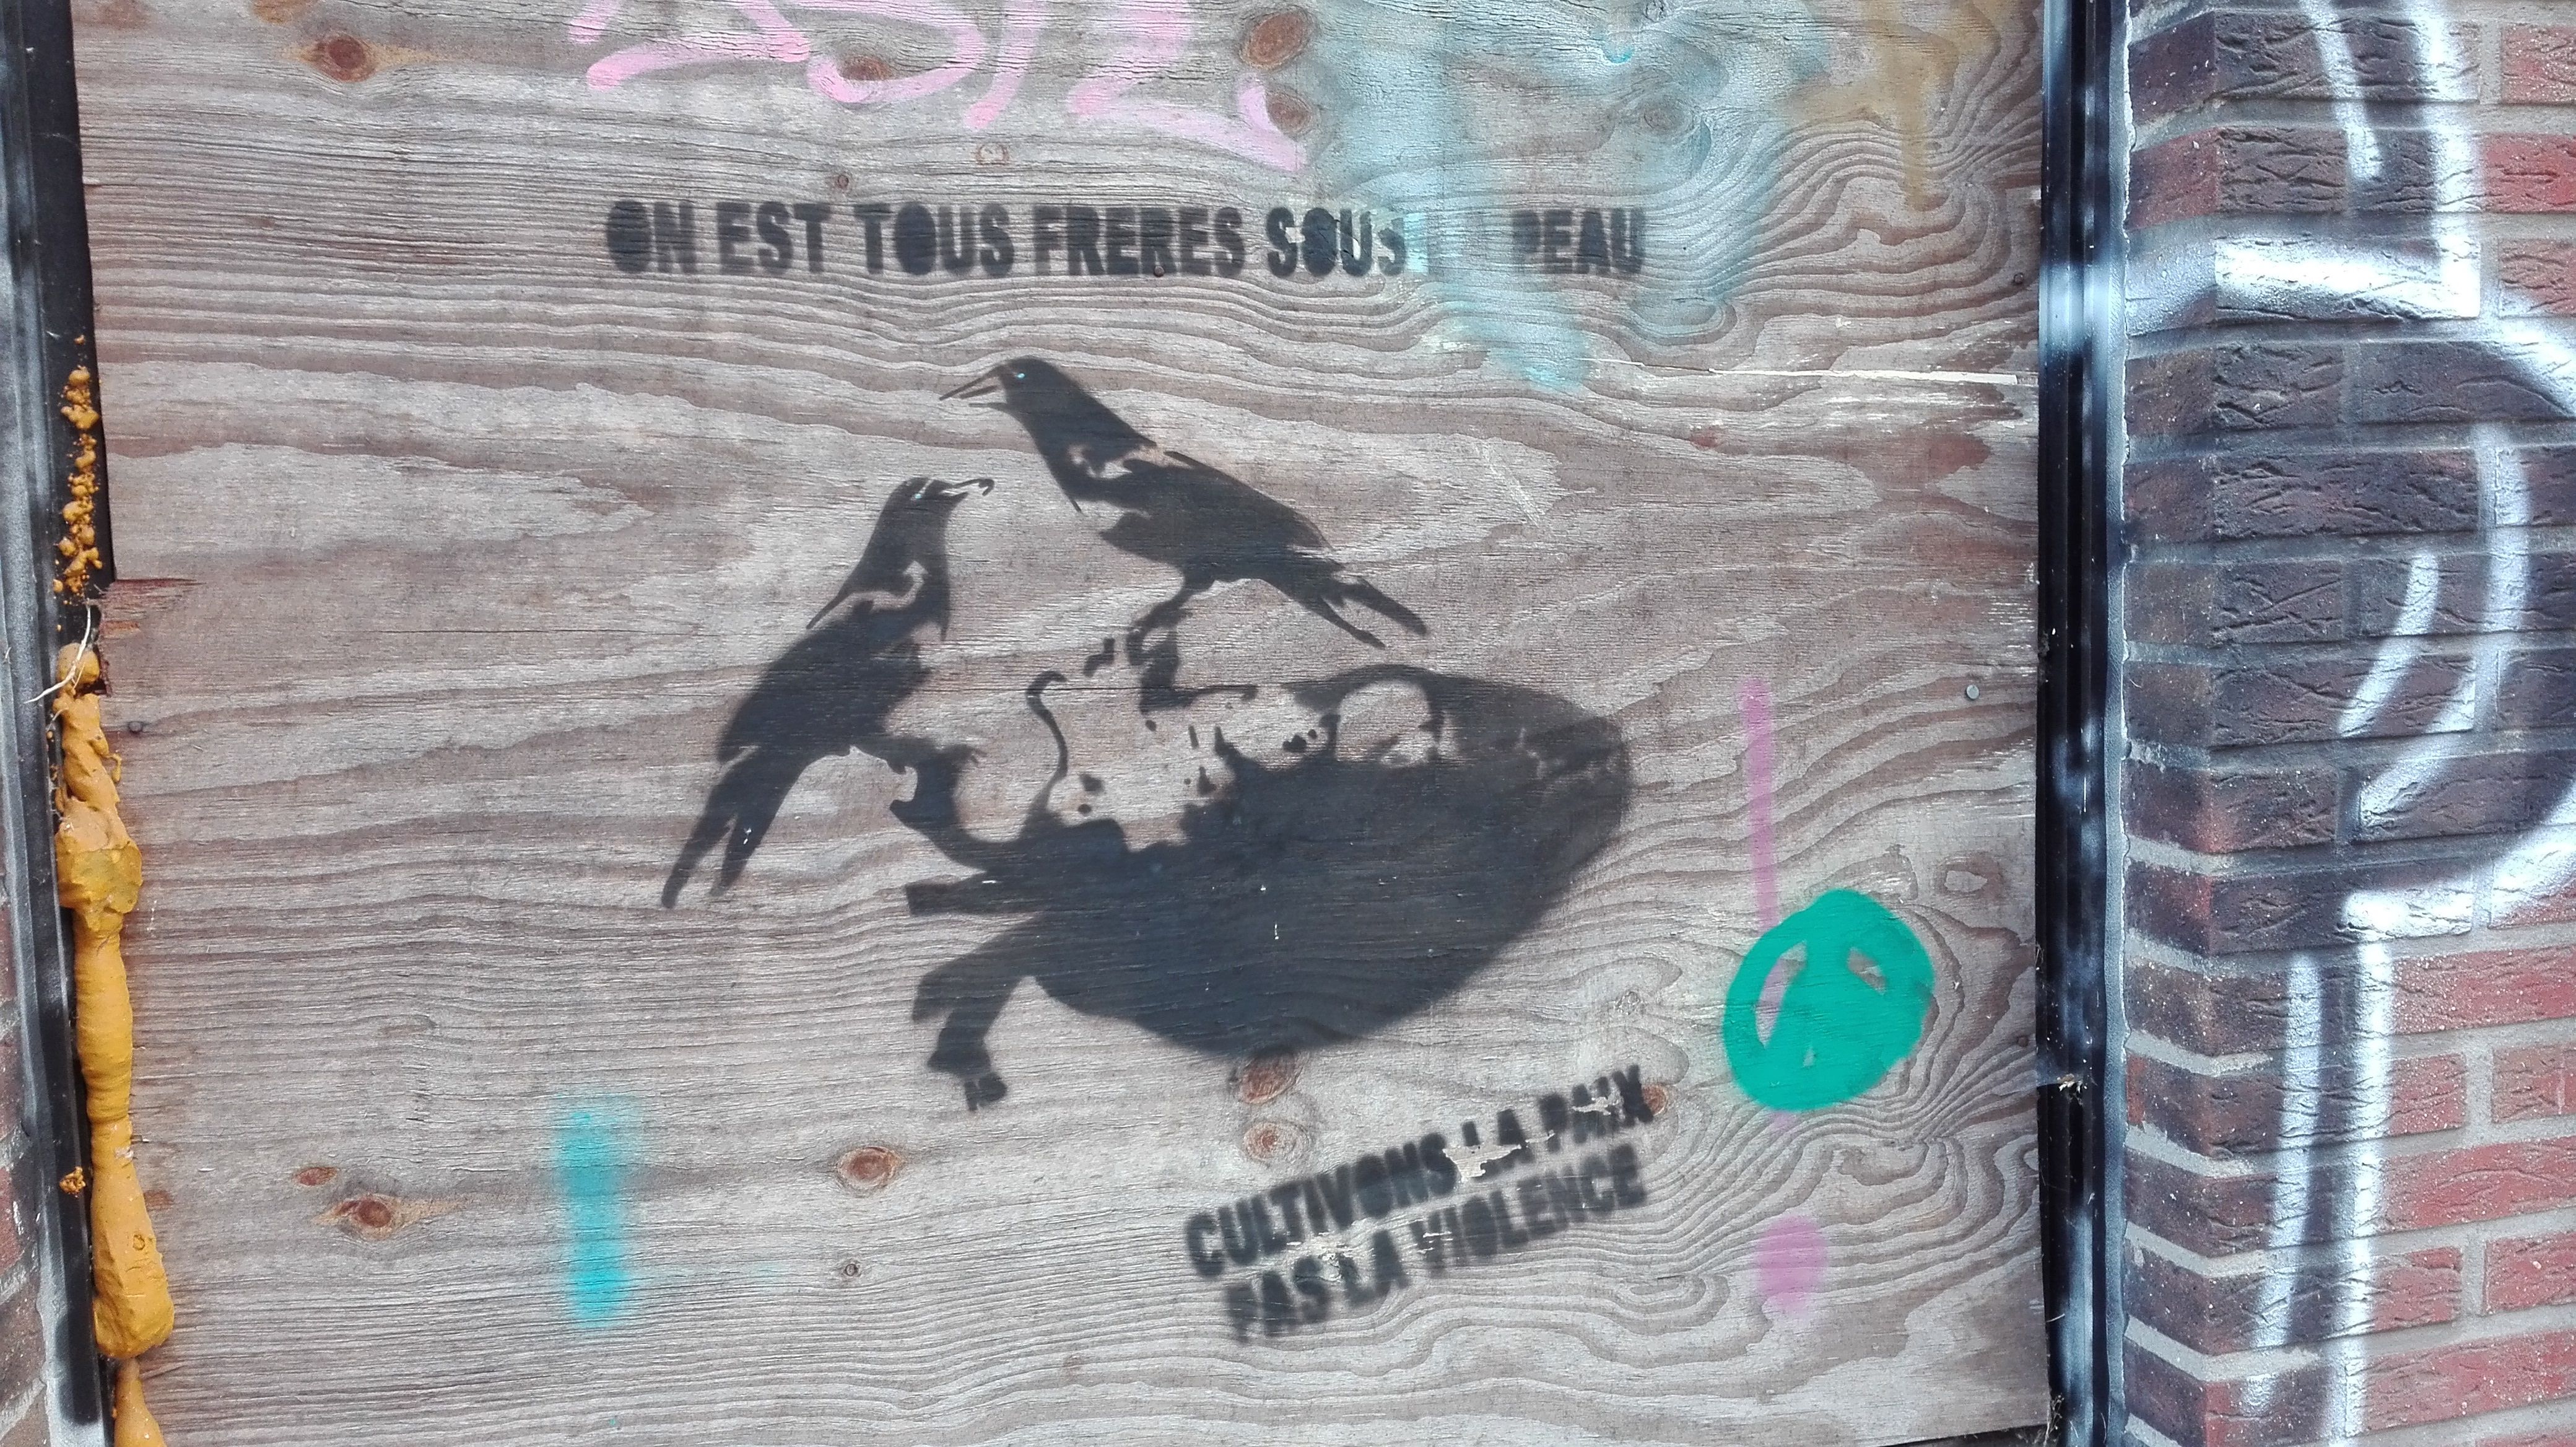 ON EST TOUS FRERES SOUS PEAU
CULTIVONS LA PAIX
PAS LA VIOLENCE